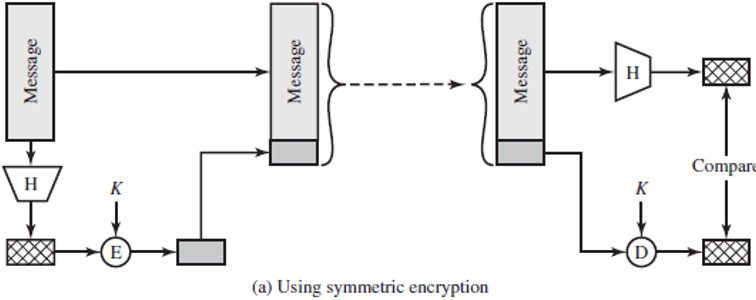 Message
Message
Message
H
H
K
K
Compare
E
D
(a) Using symmetric encryption